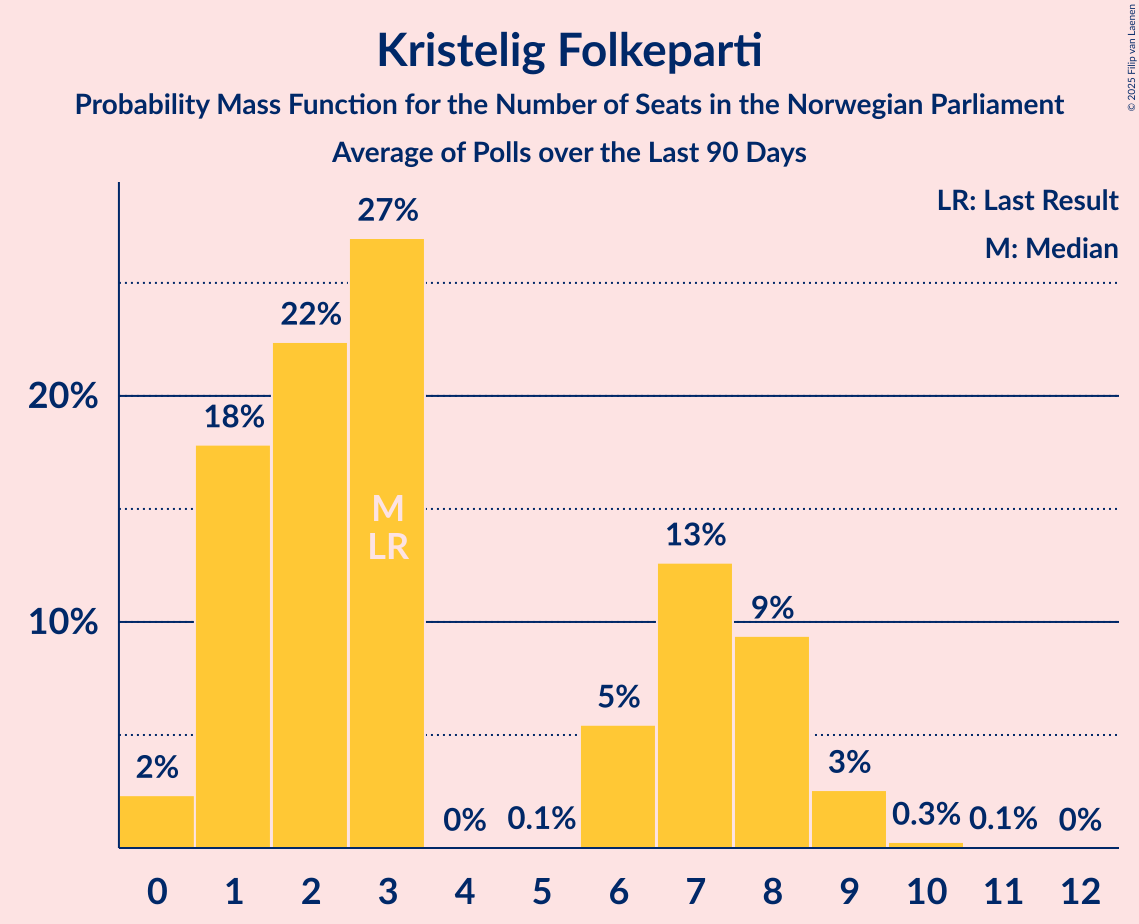 Kristelig Folkeparti
Probability Mass Function for the Number of Seats in the Norwegian Parliament
Average of Polls over the Last 90 Days
© 2025 Filip van Laenen
LR: Last Result
M: Median
27%
22%
20%
18%
M
LR
13%
10%
9%
5%
2%
3%
0%
0.1%
0.3%
0.1%
0%
0 1 2 3 4 5 6 7 8 9 10 11 12